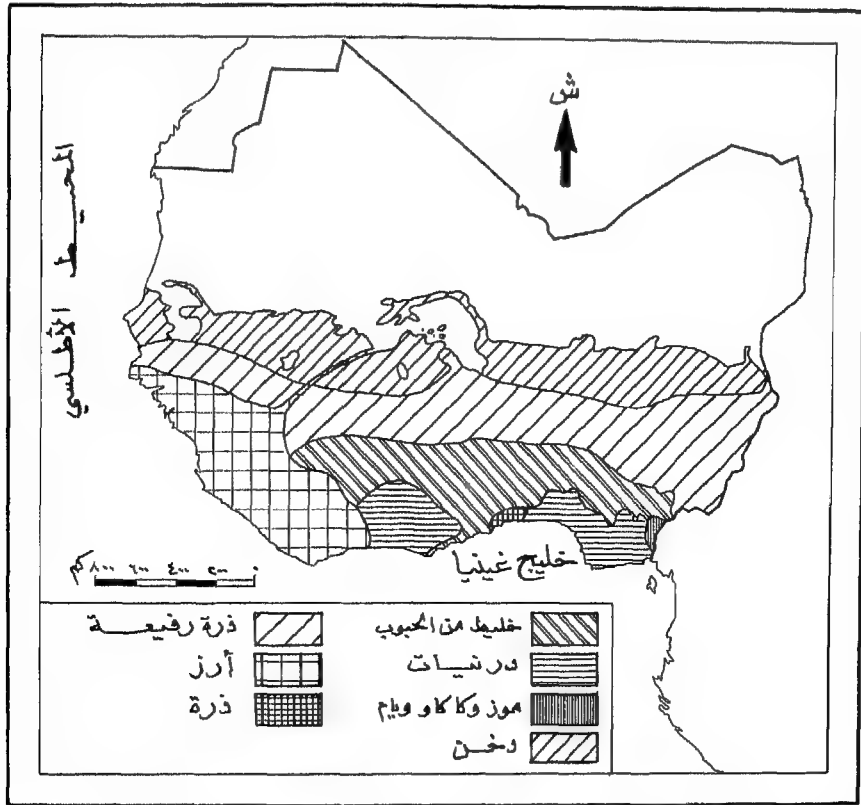 ش
المحيط الأطلسي
خليج غينيا
٠ ٢٠٠ ٤٠٠ ٦٠٠ ٨٠٠ كم
خليط من الحبوب
درنيات
موز وكاكاو ويام
دخن
ذرة رفيعة
أرز
ذرة